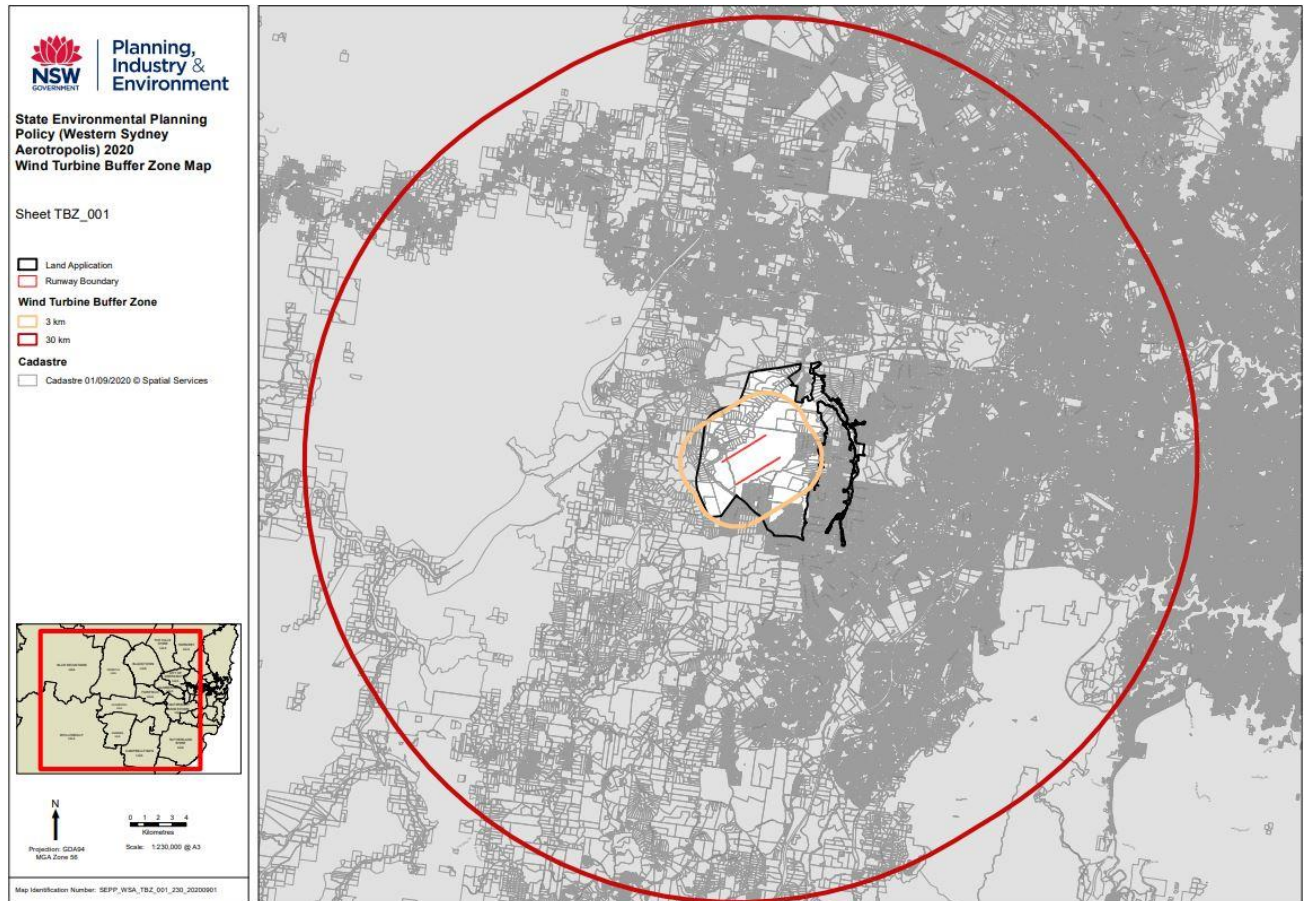 NSW
GOVERNMENT
Planning,
Industry &
Environment
State Environmental Planning
Policy (Western Sydney
Aerotropolis) 2020
Wind Turbine Buffer Zone Map
Sheet TBZ_001
Land Application
Runway Boundary
Wind Turbine Buffer Zone
3 km
30 km
Cadastre
Cadastre 01/09/2020 © Spatial Services
N
0 1 2 3 4
Kilometres
Projection: GDA94
MGA Zone 56
Scale: 1:230,000 @ A3
Map Identification Number: SEPP_WSA_TBZ_001_230_20200901